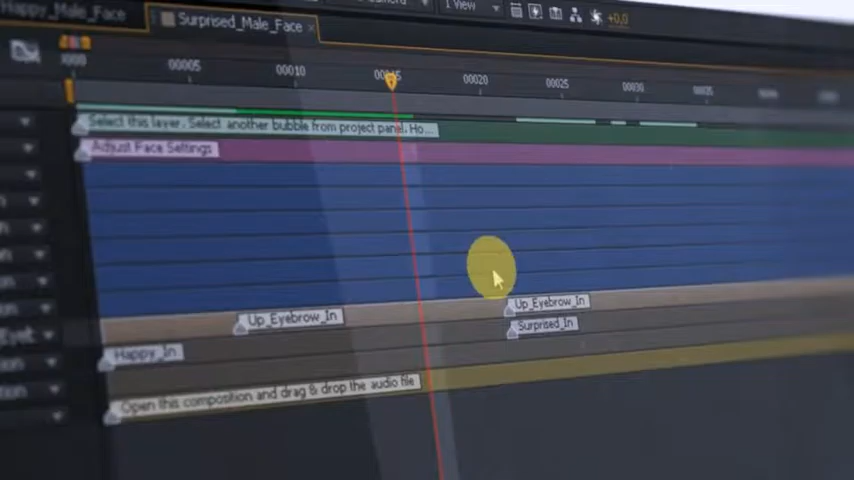 Happy_Male_Face
Surprised_Male_Face
1 View
+0,0
00005
00010
00020
00025
00030
Select this layer. Select another bubble from project panel. Ho...
Adjust Face Settings
Up_Eyebrow_In
Up_Eyebrow_In
Surprised_In
Happy_In
Open this composition and drag & drop the audio file